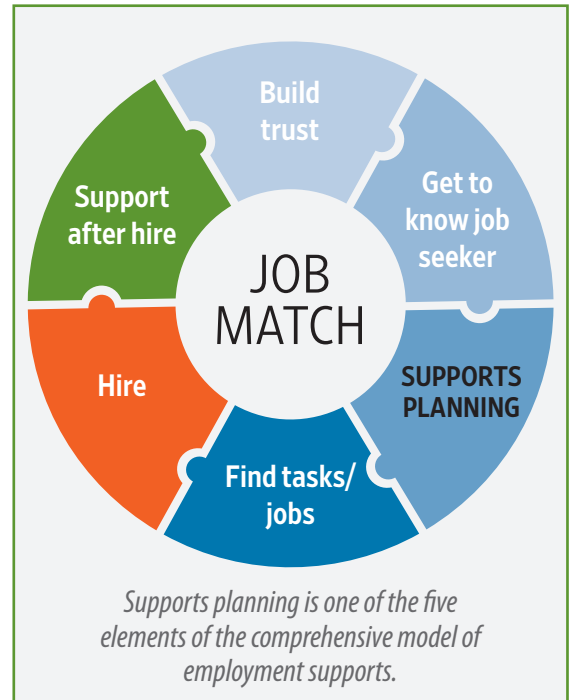 Build
trust
Get to
know job
seeker
SUPPORTS
PLANNING
Find tasks/
jobs
Hire
Support
after hire
JOB
MATCH
Supports planning is one of the five
elements of the comprehensive model of
employment supports.